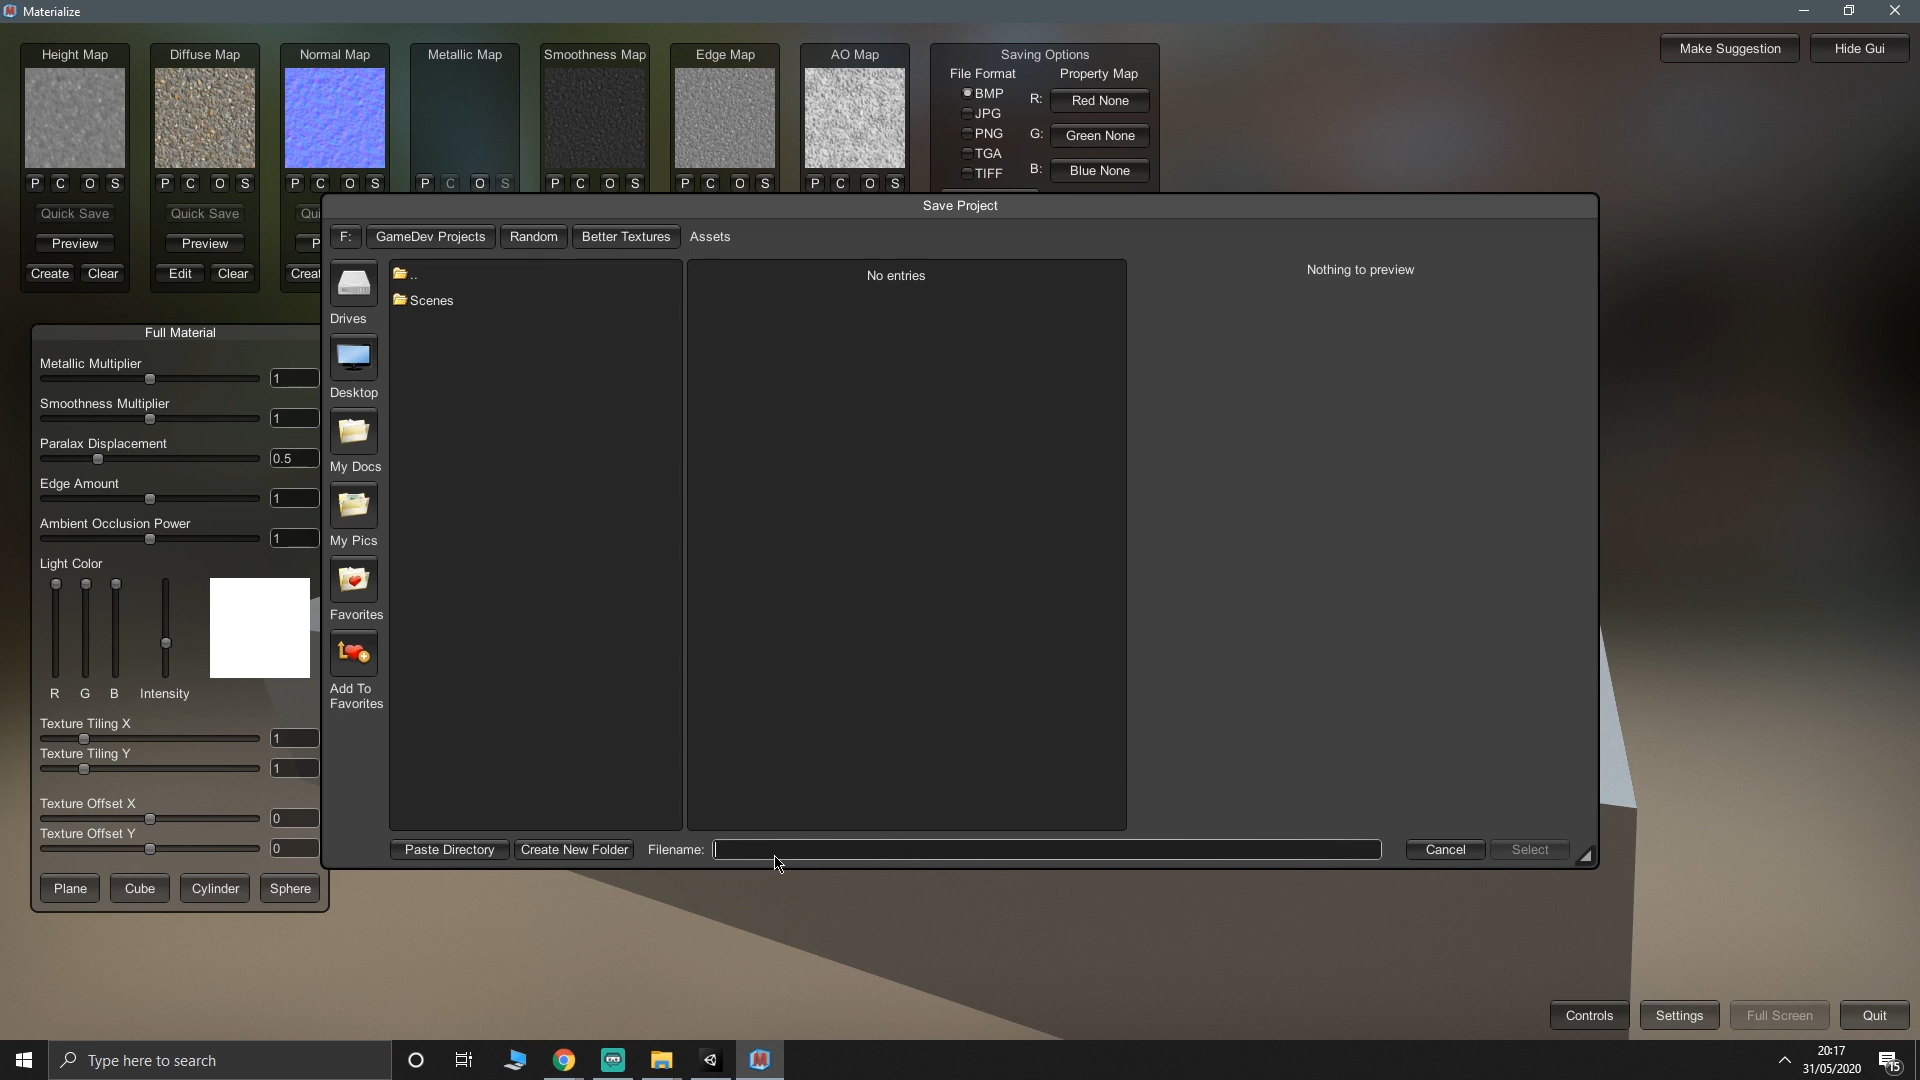 Materialize
Make Suggestion
Hide Gui
Height Map
Diffuse Map
Normal Map
Metallic Map
Smoothness Map
Edge Map
AO Map
Saving Options
File Format
Property Map
BMP
R:
Red None
JPG
PNG
G:
Green None
TGA
B:
Blue None
TIFF
P C O S
P C O S
P C O S
P C O S
P C O S
P C O S
P C O S
Quick Save
Quick Save
Qui
Preview
Preview
P
Create
Clear
Edit
Clear
Creat
Save Project
F:
GameDev Projects
Random
Better Textures
Assets
..
Scenes
No entries
Nothing to preview
Drives
Desktop
My Docs
My Pics
Favorites
Add To
Favorites
Full Material
Metallic Multiplier
1
Smoothness Multiplier
1
Paralax Displacement
0.5
Edge Amount
1
Ambient Occlusion Power
1
Light Color
R
G
B
Intensity
Texture Tiling X
1
Texture Tiling Y
1
Texture Offset X
0
Texture Offset Y
0
Plane
Cube
Cylinder
Sphere
Paste Directory
Create New Folder
Filename:
Cancel
Select
Controls
Settings
Full Screen
Quit
Type here to search
20:17
31/05/2020
15